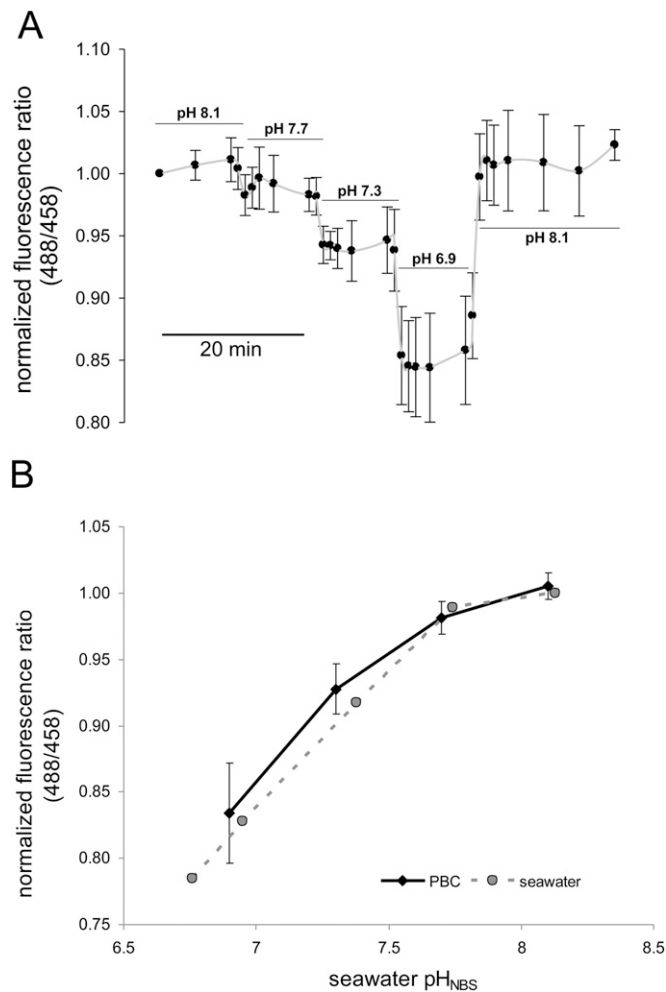 A
normalized fluorescence ratio
(488/458)
1.10
1.05
1.00
0.95
0.90
0.85
0.80
pH 8.1
pH 7.7
pH 7.3
pH 6.9
pH 8.1
20 min
B
normalized fluorescence ratio
(488/458)
1.05
1.00
0.95
0.90
0.85
0.80
0.75
PBC
seawater
6.5
7
7.5
8
8.5
seawater pHNBS